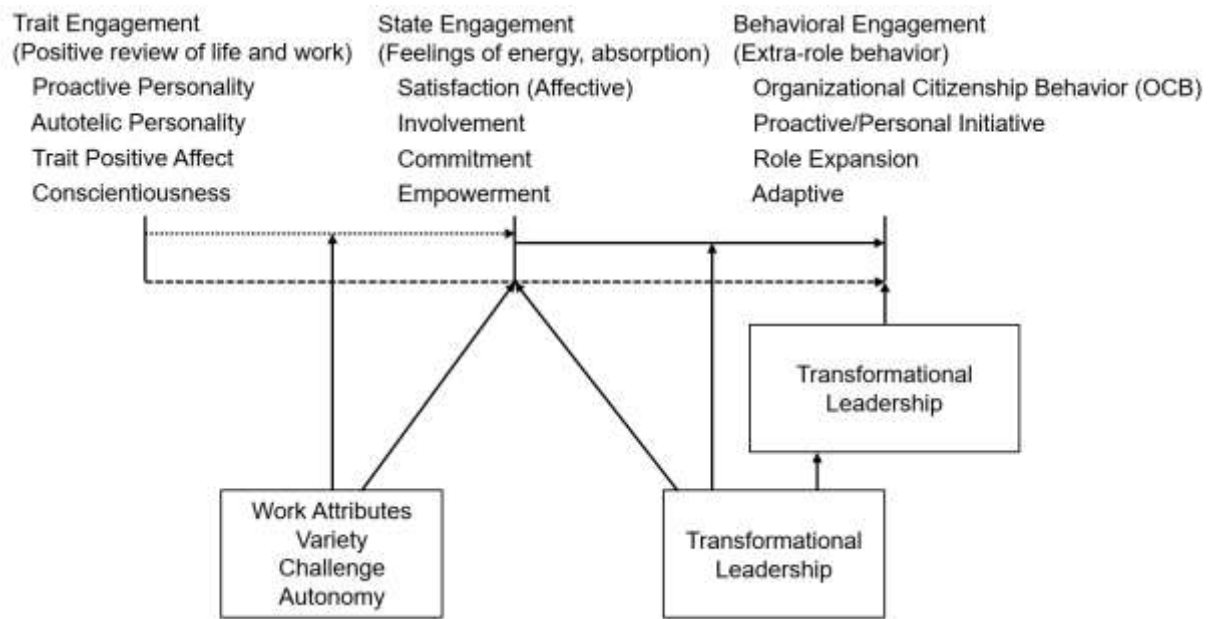 Trait Engagement
(Positive review of life and work)
Proactive Personality
Autotelic Personality
Trait Positive Affect
Conscientiousness
State Engagement
(Feelings of energy, absorption)
Satisfaction (Affective)
Involvement
Commitment
Empowerment
Behavioral Engagement
(Extra-role behavior)
Organizational Citizenship Behavior (OCB)
Proactive/Personal Initiative
Role Expansion
Adaptive
Transformational
Leadership
Work Attributes
Variety
Challenge
Autonomy
Transformational
Leadership